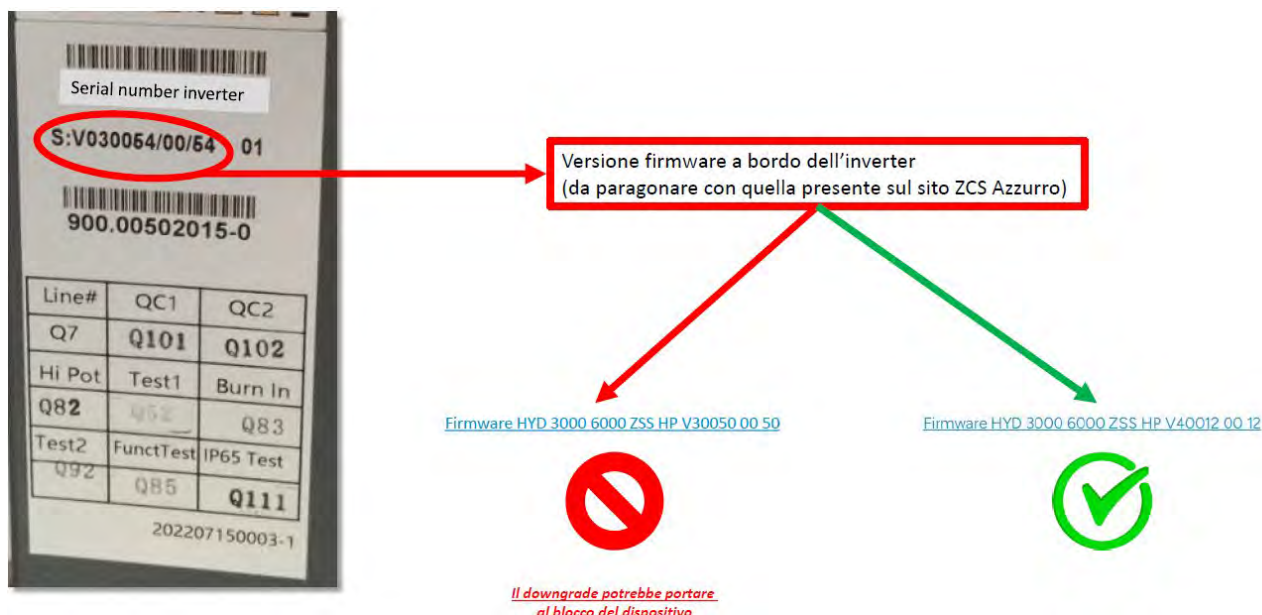 Serial number inverter
S:V030054/00/54 01
900.00502015-0
Line# QC1 QC2
Q7 Q101 Q102
Hi Pot Test1 Burn In
Q82 Q52 Q83
Test2 FunctTest IP65 Test
Q92 Q85 Q111
202207150003-1
Versione firmware a bordo dell'inverter
(da paragonare con quella presente sul sito ZCS Azzurro)
Firmware HYD 3000 6000 ZSS HP V30050 00 50
Firmware HYD 3000 6000 ZSS HP V40012 00 12
Il downgrade potrebbe portare
al blocco del dispositivo